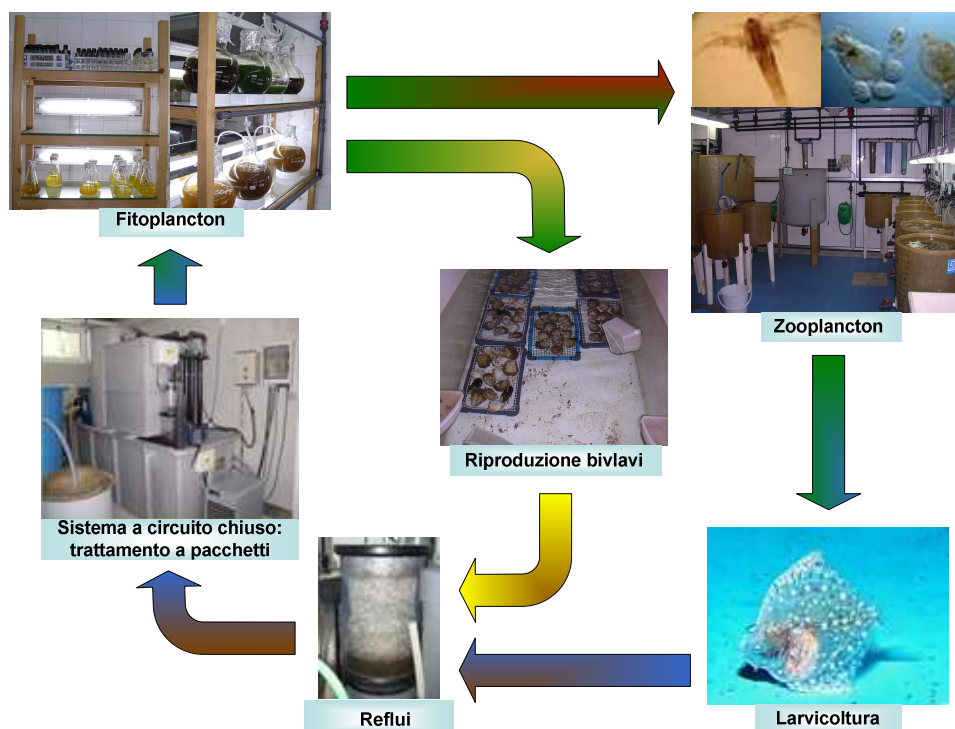 Fitoplancton
Zooplancton
Riproduzione bivlavi
Sistema a circuito chiuso:
trattamento a pacchetti
Reflui
Larvicoltura